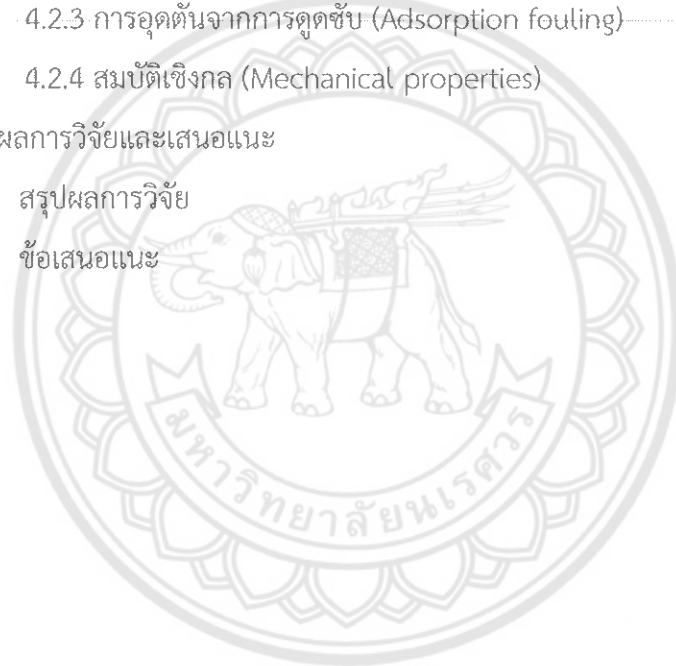 4.2.3 การอุดตันจากการดูดซับ (Adsorption fouling)
4.2.4 สมบัติเชิงกล (Mechanical properties)
ผลการวิจัยและเสนอแนะ
สรุปผลการวิจัย
ข้อเสนอแนะ
มหาวิทยาลัยนเรศวร